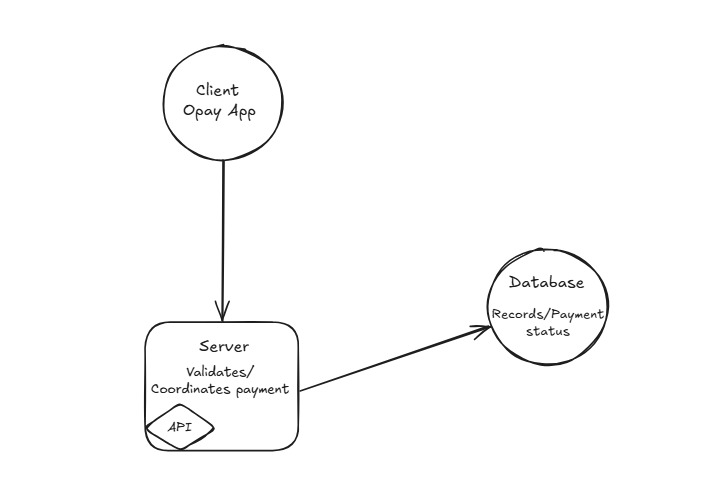 Client
Opay App
Database
Records/Payment
status
Server
Validates/
Coordinates payment
API